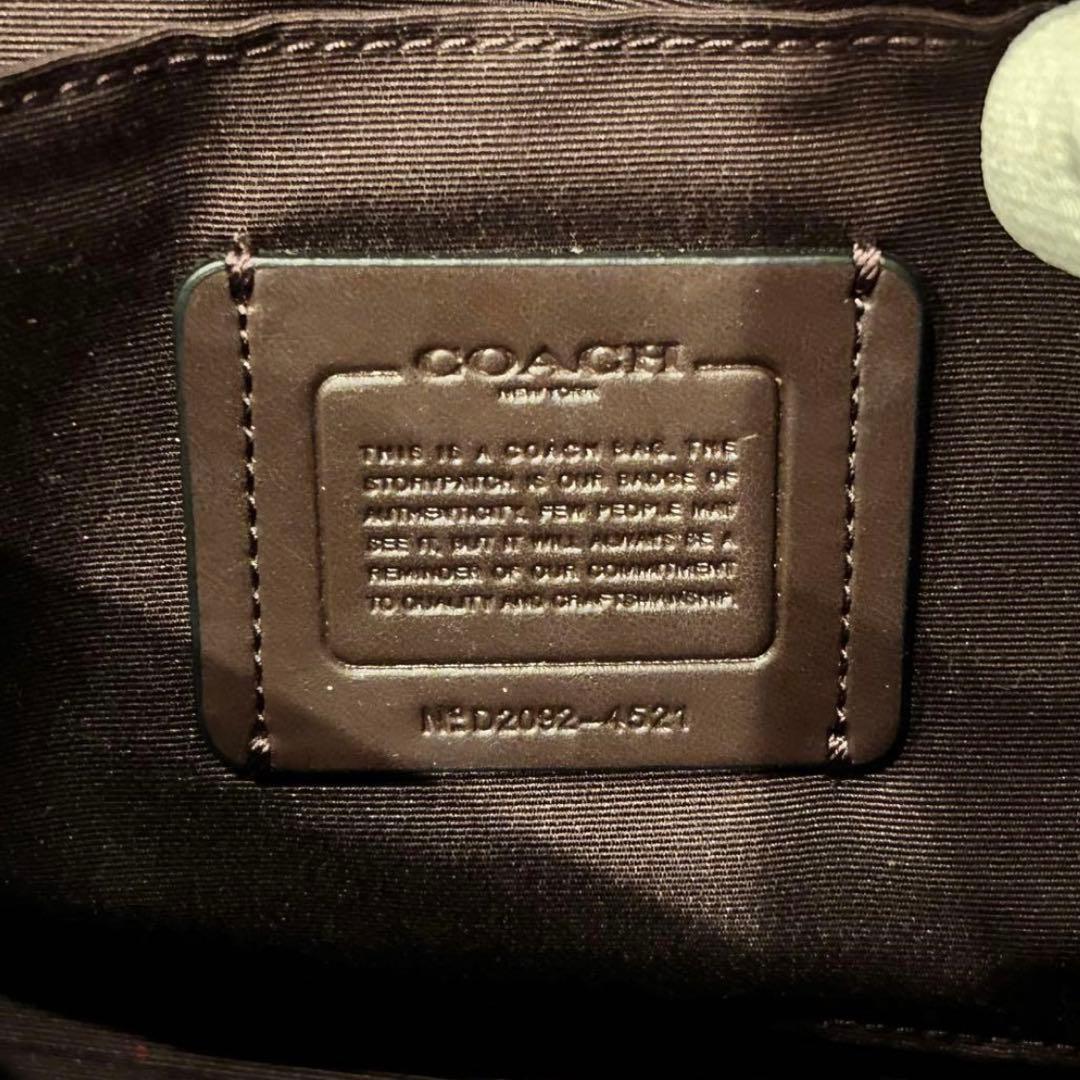 COACH
NEW YORK
THIS IS A COACH BAG. THE
STORYPATCH IS OUR BADGE OF
AUTHENTICITY. FEW PEOPLE MAY
SEE IT, BUT IT WILL ALWAYS BE A
REMINDER OF OUR COMMITMENT
TO QUALITY AND CRAFTSMANSHIP.